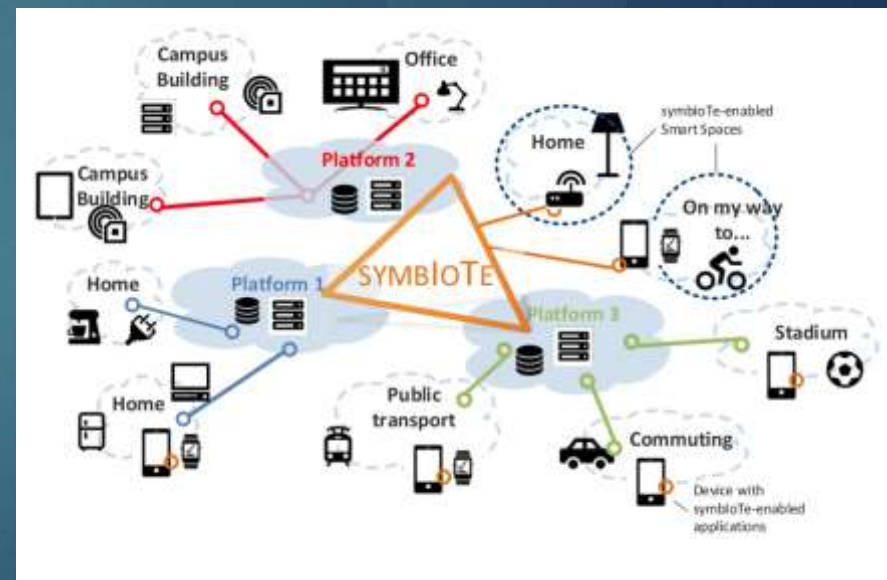 Campus
Building
Office
symbIoTe-enabled
Smart Spaces
Home
Platform 2
Campus
Building
On my way
to...
SYMBIOTE
Home
Platform 1
Platform 3
Stadium
Home
Public
transport
Commuting
Device with
symbIoTe-enabled
applications